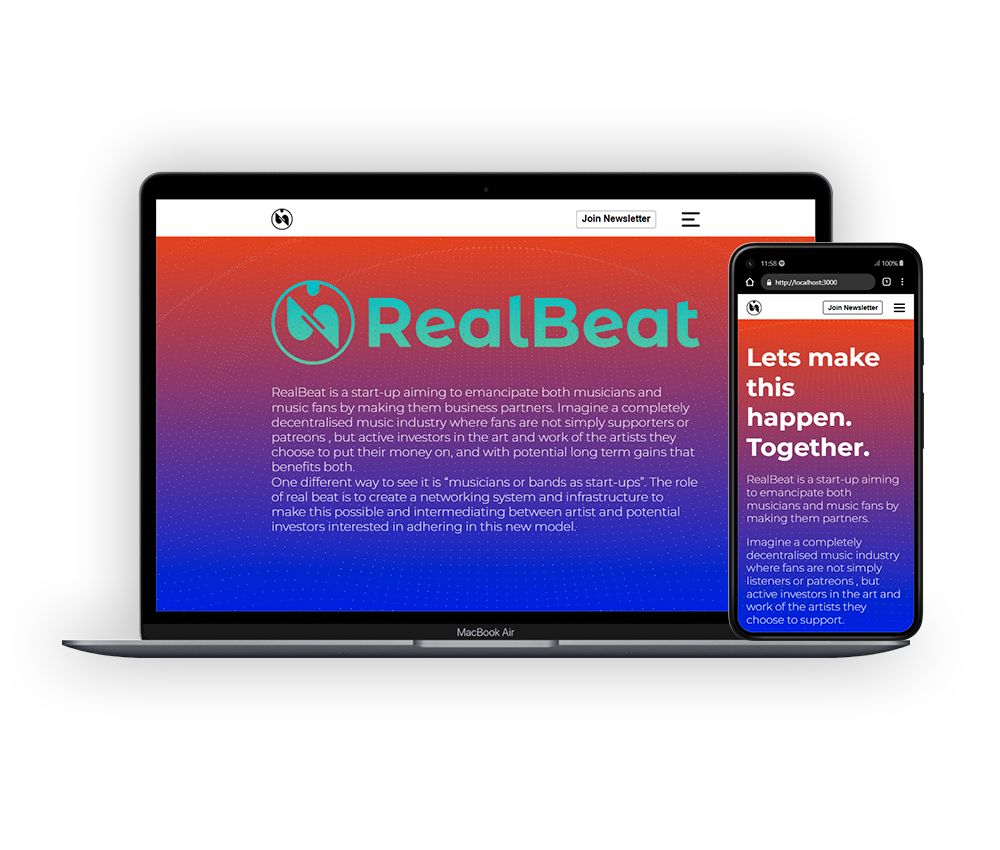 Join Newsletter
RealBeat
RealBeat is a start-up aiming to emancipate both musicians and
music fans by making them business partners. Imagine a completely
decentralised music industry where fans are not simply supporters or
patreons , but active investors in the art and work of the artists they
choose to put their money on, and with potential long term gains that
benefits both.
One different way to see it is “musicians or bands as start-ups”. The role
of real beat is to create a networking system and infrastructure to
make this possible and intermediating between artist and potential
investors interested in adhering in this new model.
MacBook Air
11:58 100%
http://localhost:3000
Join Newsletter
Lets make
this
happen.
Together.
RealBeat is a start-up aiming
to emancipate both
musicians and music fans by
making them partners.
Imagine a completely
decentralised music industry
where fans are not simply
listeners or patreons , but
active investors in the art and
work of the artists they
choose to support.